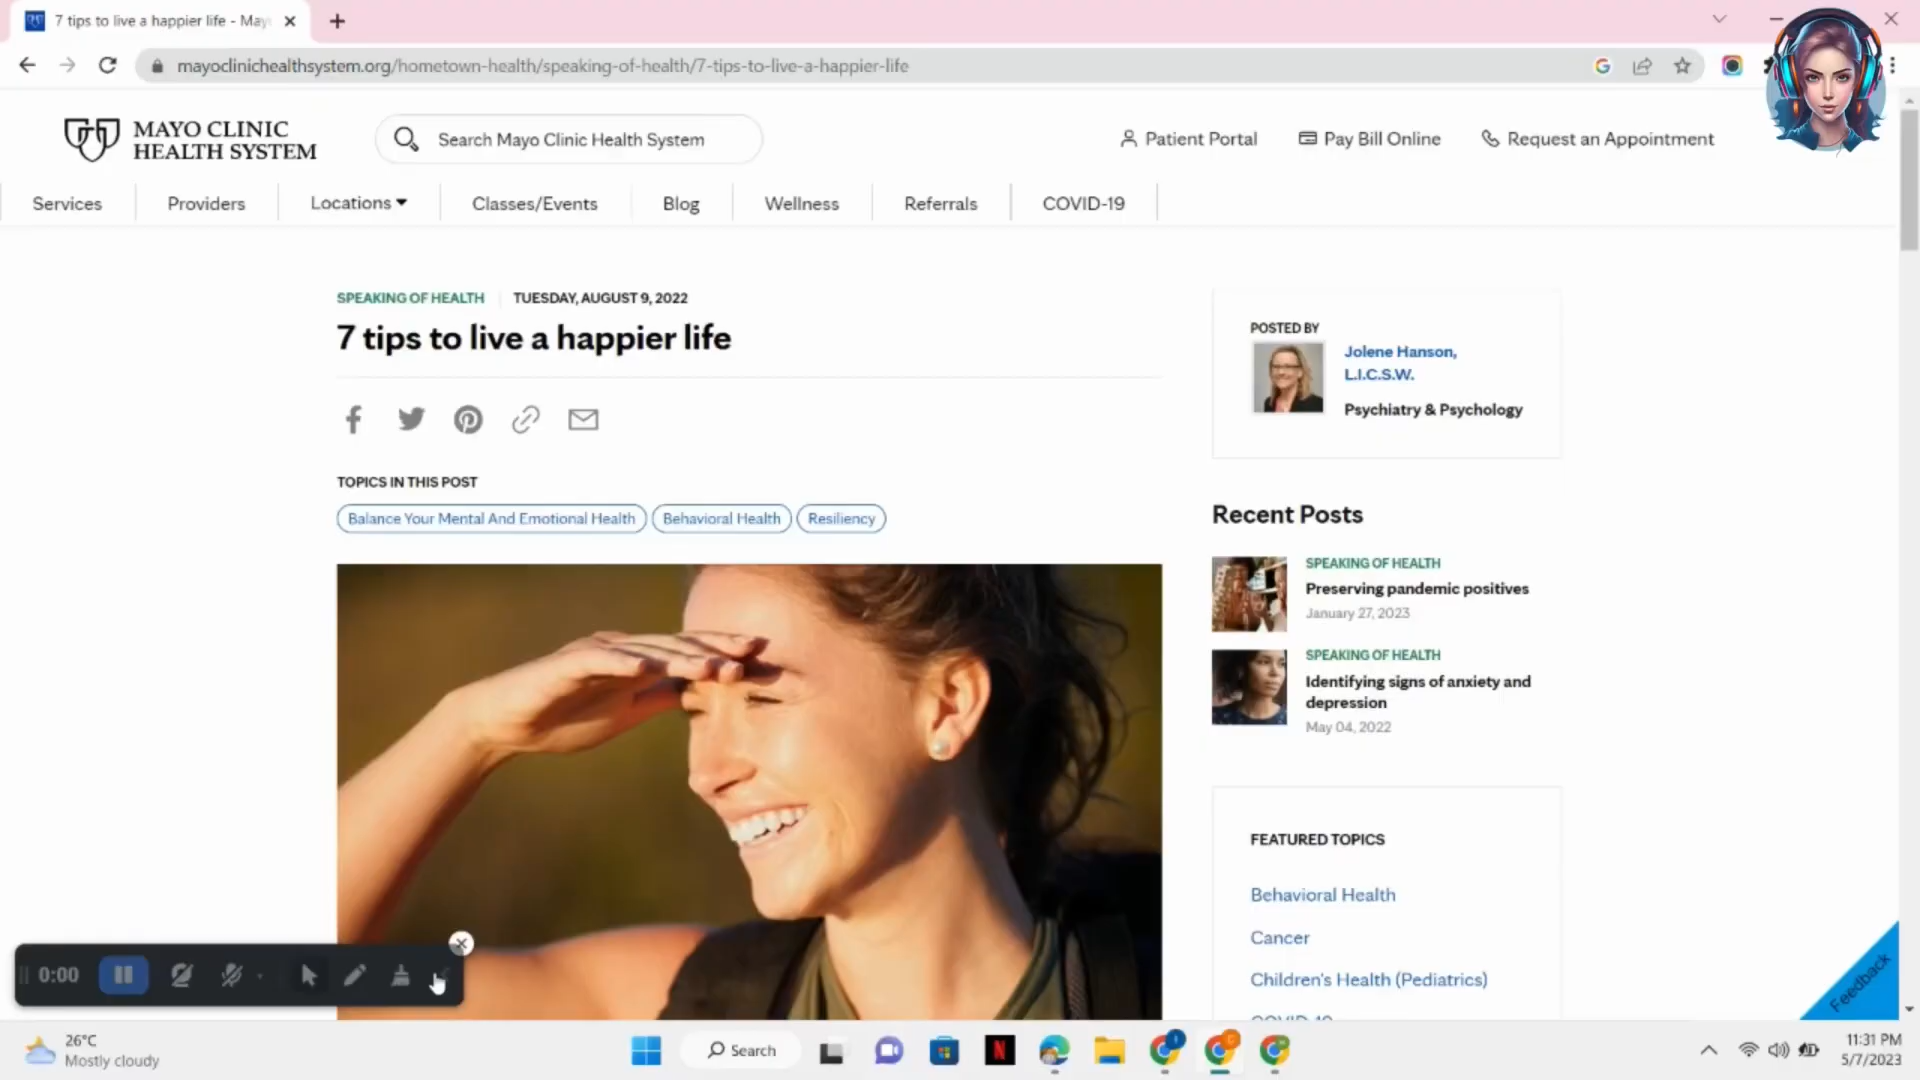 7 tips to live a happier life - May
mayoclinichealthsystem.org/hometown-health/speaking-of-health/7-tips-to-live-a-happier-life
MAYO CLINIC
HEALTH SYSTEM
Search Mayo Clinic Health System
Patient Portal
Pay Bill Online
Request an Appointment
Services
Providers
Locations
Classes/Events
Blog
Wellness
Referrals
COVID-19
SPEAKING OF HEALTH
TUESDAY, AUGUST 9, 2022
7 tips to live a happier life
TOPICS IN THIS POST
Balance Your Mental And Emotional Health
Behavioral Health
Resiliency
POSTED BY
Jolene Hanson,
L.I.C.S.W.
Psychiatry & Psychology
Recent Posts
SPEAKING OF HEALTH
Preserving pandemic positives
January 27, 2023
SPEAKING OF HEALTH
Identifying signs of anxiety and
depression
May 04, 2022
FEATURED TOPICS
Behavioral Health
Cancer
Children's Health (Pediatrics)
COVID-19
Feedback
0:00
26°C
Mostly cloudy
Search
11:31 PM
5/7/2023